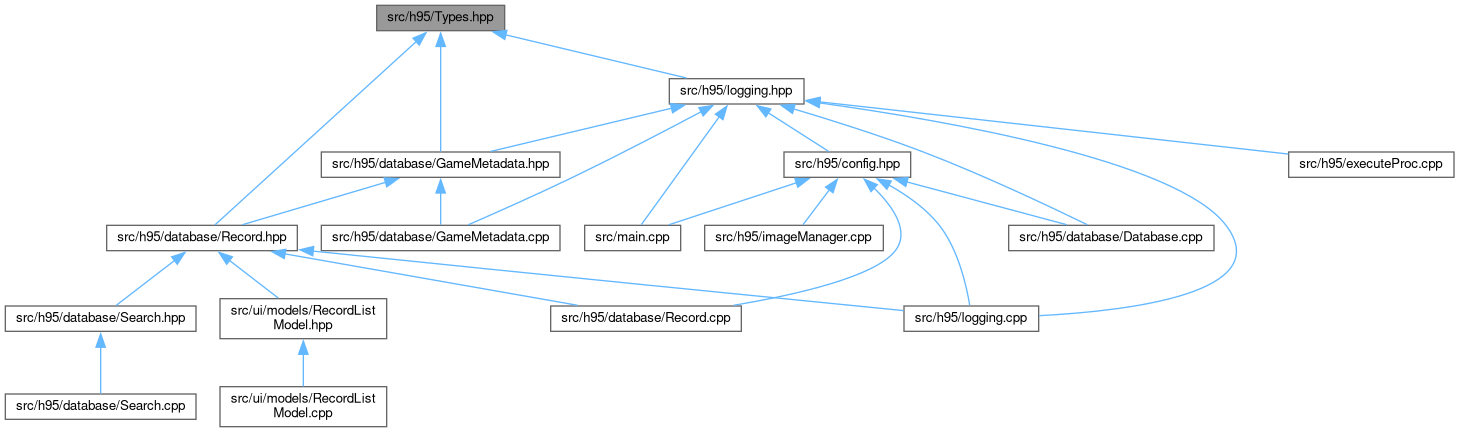 src/h95/Types.hpp
src/h95/logging.hpp
src/h95/database/GameMetadata.hpp
src/h95/config.hpp
src/h95/executeProc.cpp
src/h95/database/Record.hpp
src/h95/database/GameMetadata.cpp
src/main.cpp
src/h95/imageManager.cpp
src/h95/database/Database.cpp
src/h95/database/Search.hpp
src/ui/models/RecordList
Model.hpp
src/h95/database/Record.cpp
src/h95/logging.cpp
src/h95/database/Search.cpp
src/ui/models/RecordList
Model.cpp